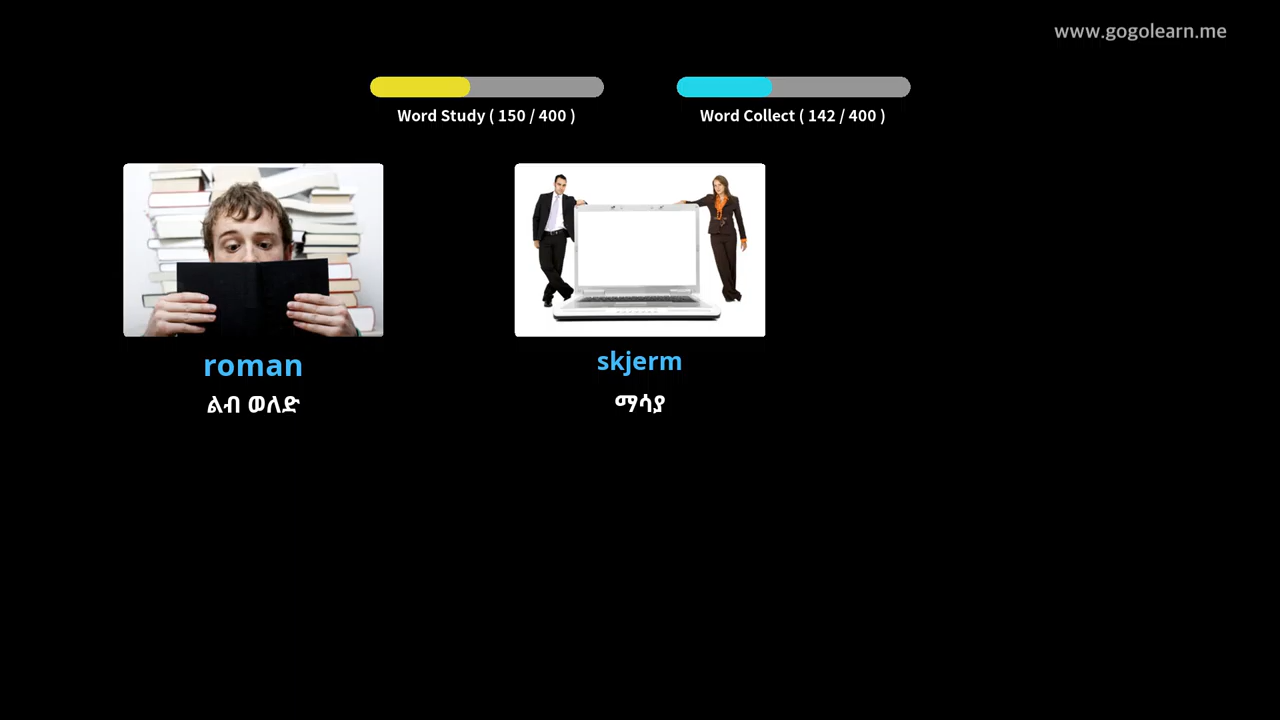 www.gogolearn.me
Word Study ( 150 / 400 )
Word Collect ( 142 / 400 )
roman
ልብ ወለድ
skjerm
ማሳያ